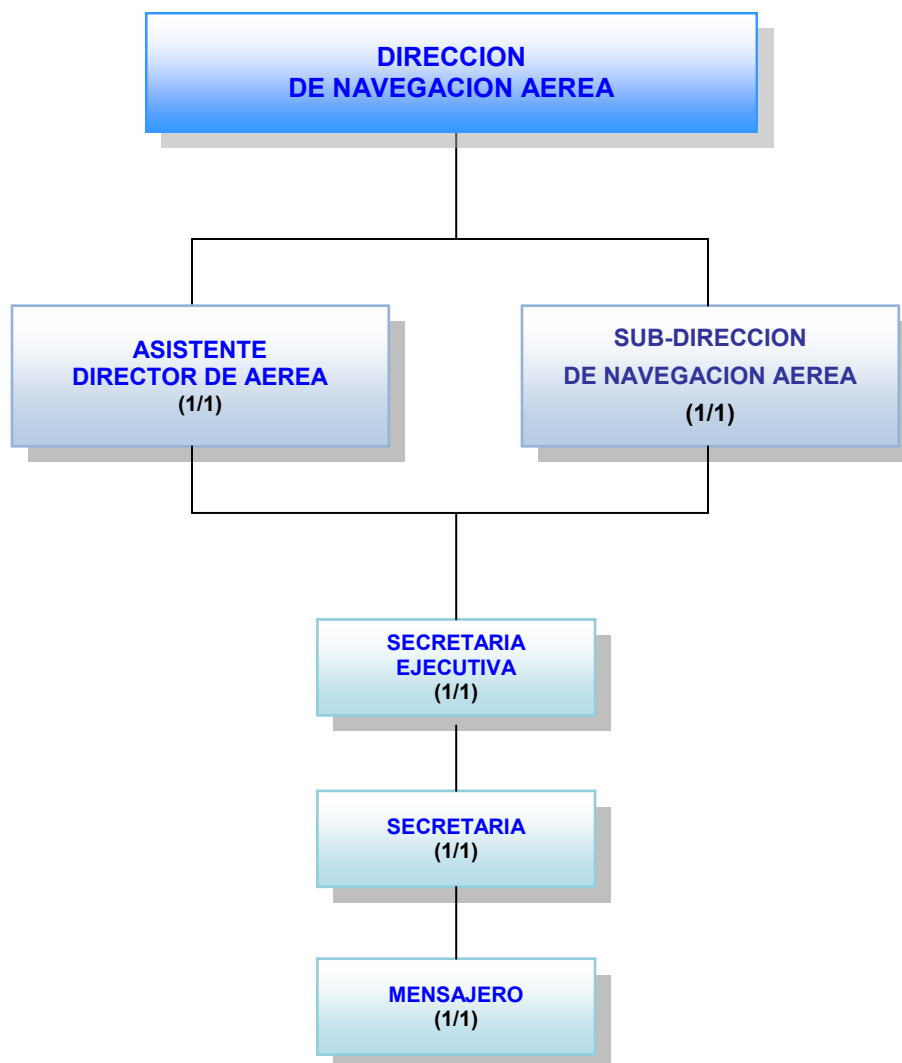 DIRECCION
DE NAVEGACION AEREA
ASISTENTE
DIRECTOR DE AEREA
(1/1)
SUB-DIRECCION
DE NAVEGACION AEREA
(1/1)
SECRETARIA
EJECUTIVA
(1/1)
SECRETARIA
(1/1)
MENSAJERO
(1/1)